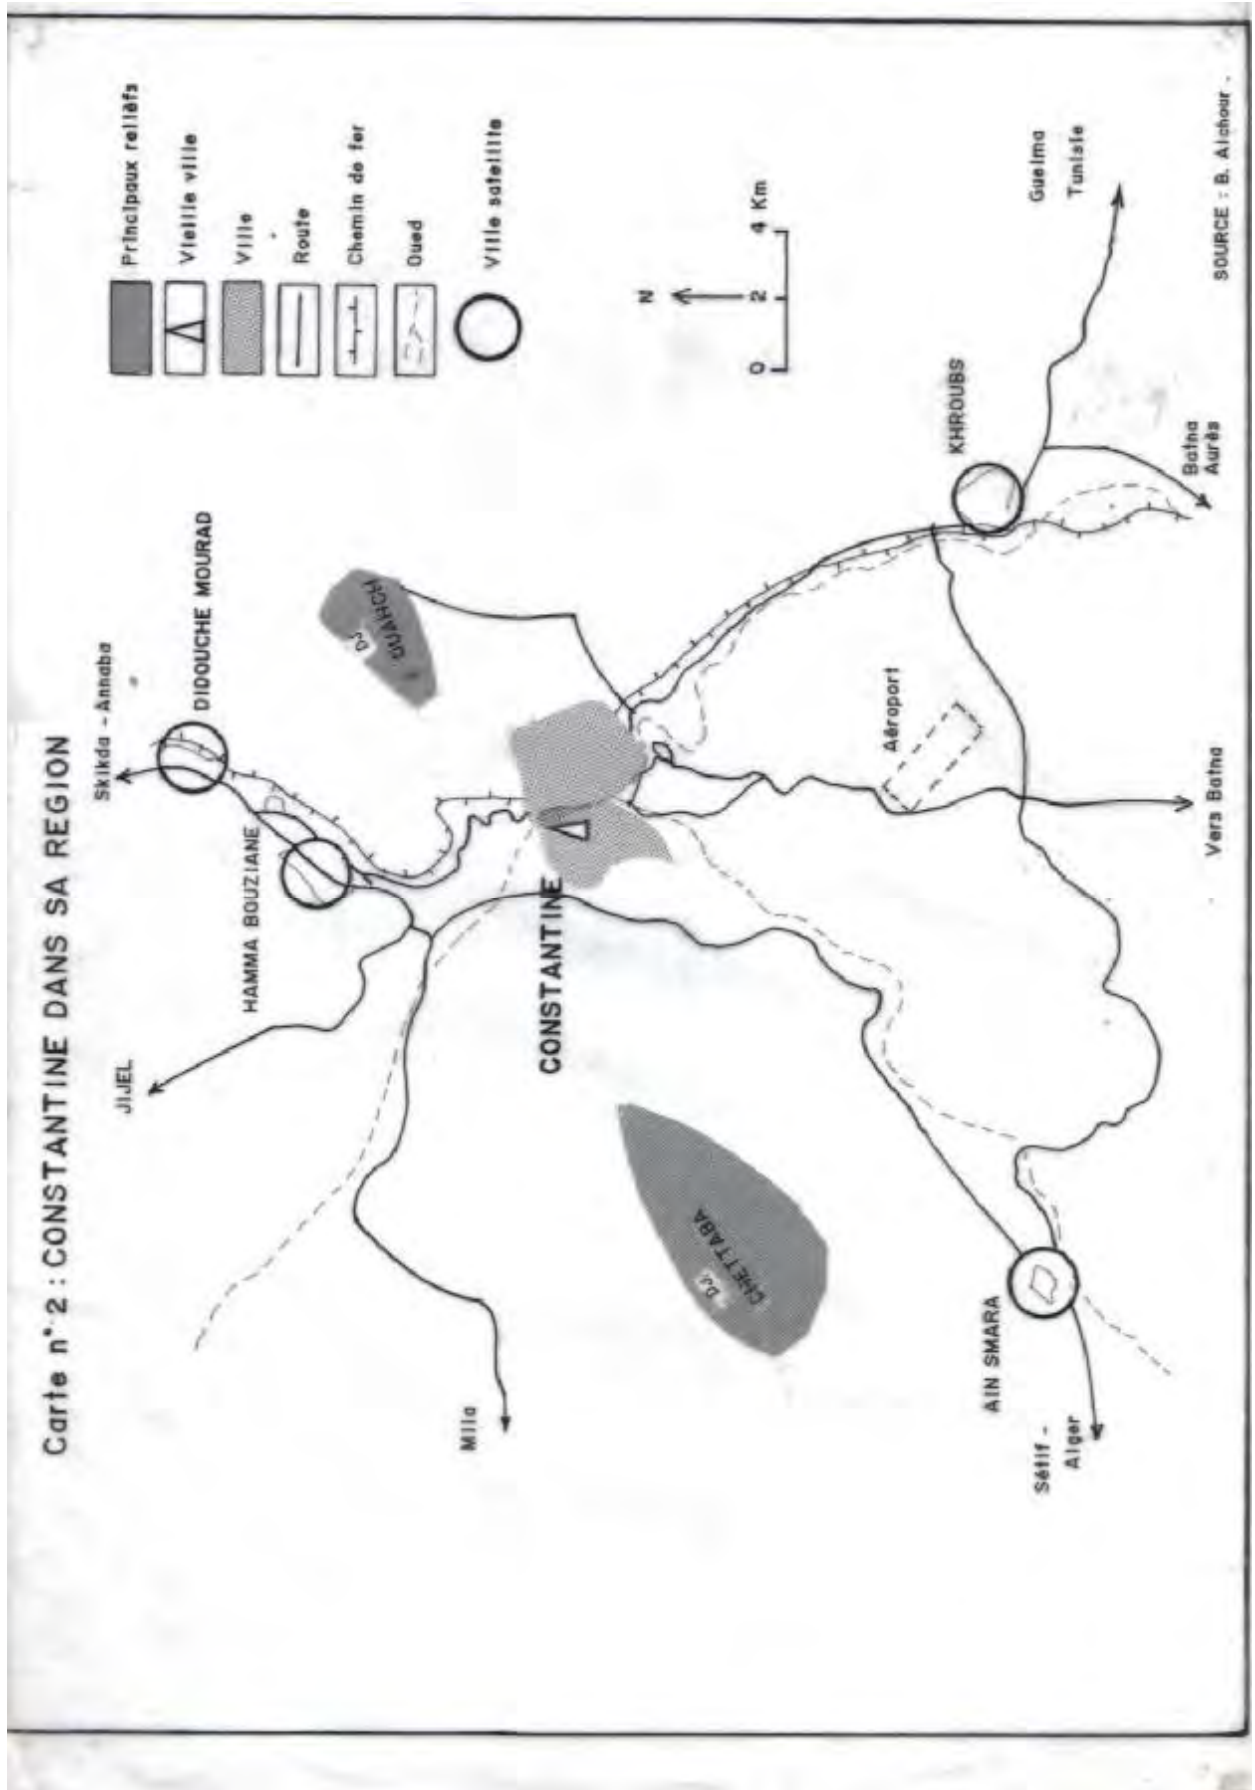 Carte n° 2 : CONSTANTINE DANS SA REGION
Skikda - Annaba
DIDOUCHE MOURAD
HAMMA BOUZIANE
JIJEL
DJ. OUAHCH
CONSTANTINE
Mila
DJ. CHETTABA
AIN SMARA
Sétif -
Alger
Aéroport
Vers Batna
KHROUBS
Batna
Aurès
Guelma
Tunisie
Principaux reliefs
Vieille ville
Ville
Route
Chemin de fer
Oued
Ville satellite
N
0 2 4 Km
SOURCE : B. Aichour .